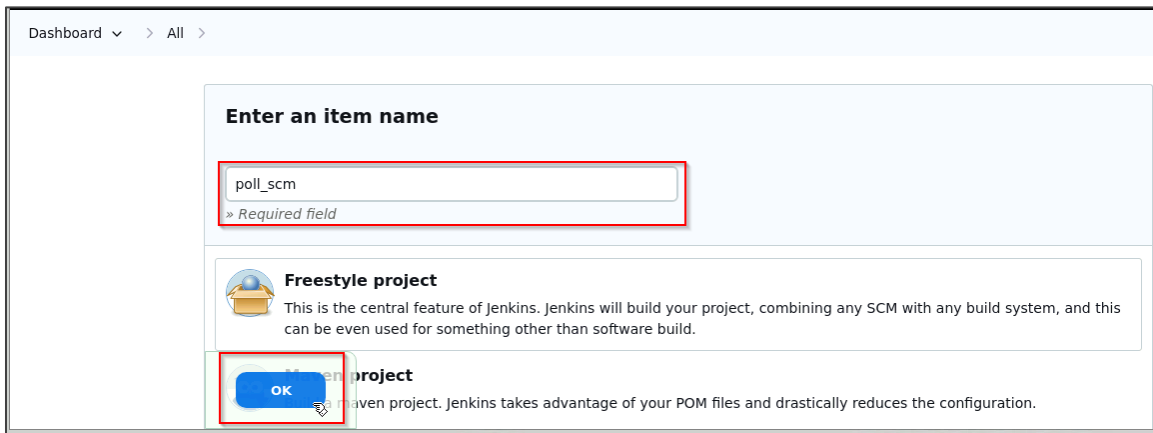 Dashboard
All
Enter an item name
poll_scm
» Required field
Freestyle project
This is the central feature of Jenkins. Jenkins will build your project, combining any SCM with any build system, and this
can be even used for something other than software build.
Maven project
OK
a maven project. Jenkins takes advantage of your POM files and drastically reduces the configuration.